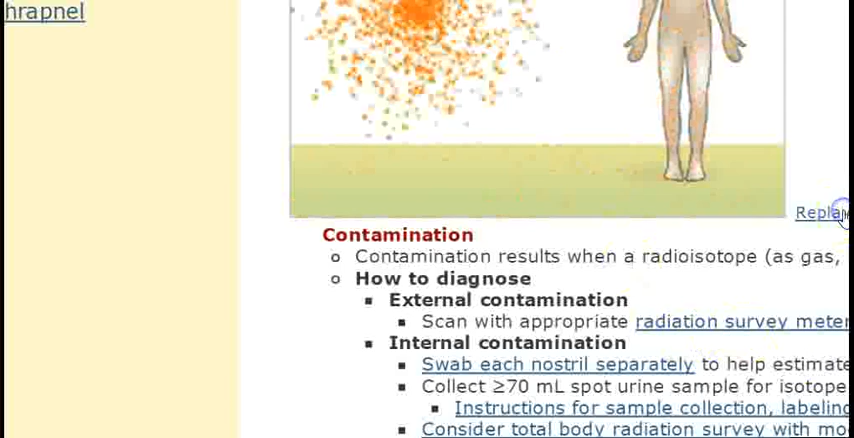 hrapnel
Replay
Contamination
Contamination results when a radioisotope (as gas,
How to diagnose
External contamination
Scan with appropriate radiation survey meter
Internal contamination
Swab each nostril separately to help estimate
Collect ≥70 mL spot urine sample for isotope
Instructions for sample collection, labeling
Consider total body radiation survey with mo